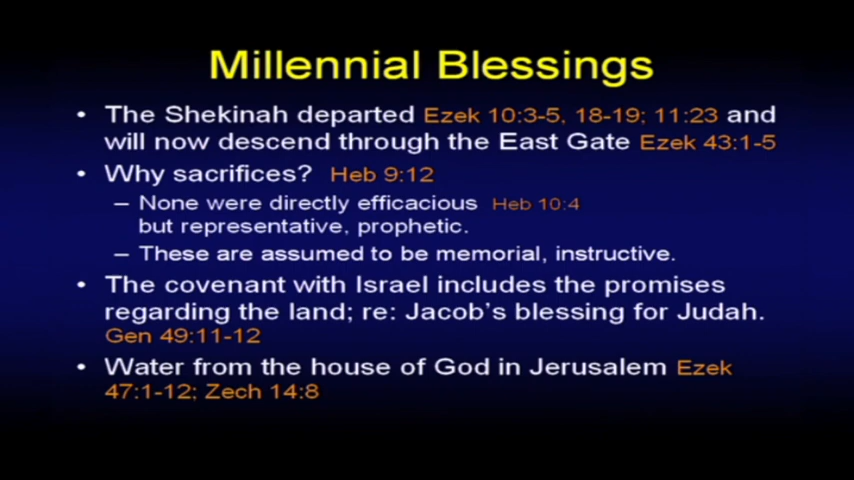 Millennial Blessings
• The Shekinah departed Ezek 10:3-5, 18-19; 11:23 and
will now descend through the East Gate Ezek 43:1-5
• Why sacrifices? Heb 9:12
– None were directly efficacious Heb 10:4
but representative, prophetic.
– These are assumed to be memorial, instructive.
• The covenant with Israel includes the promises
regarding the land; re: Jacob's blessing for Judah.
Gen 49:11-12
• Water from the house of God in Jerusalem Ezek
47:1-12; Zech 14:8